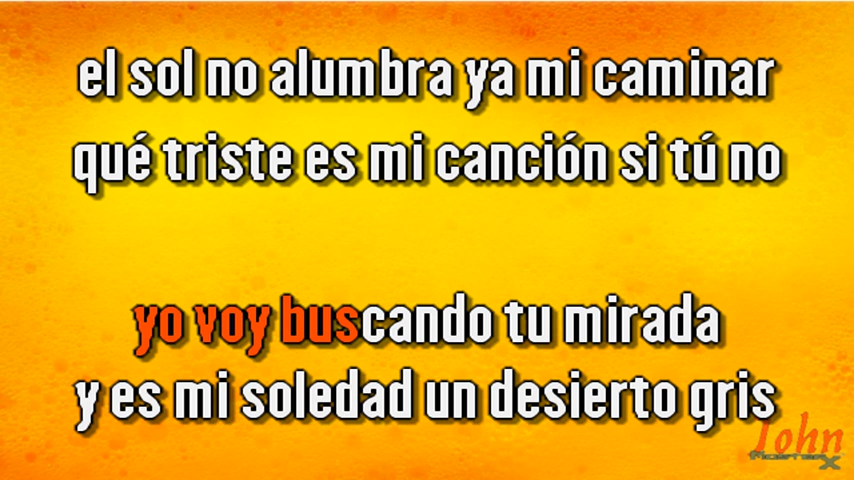 el sol no alumbra ya mi caminar
qué triste es mi canción si tú no
yo voy buscando tu mirada
y es mi soledad un desierto gris
John